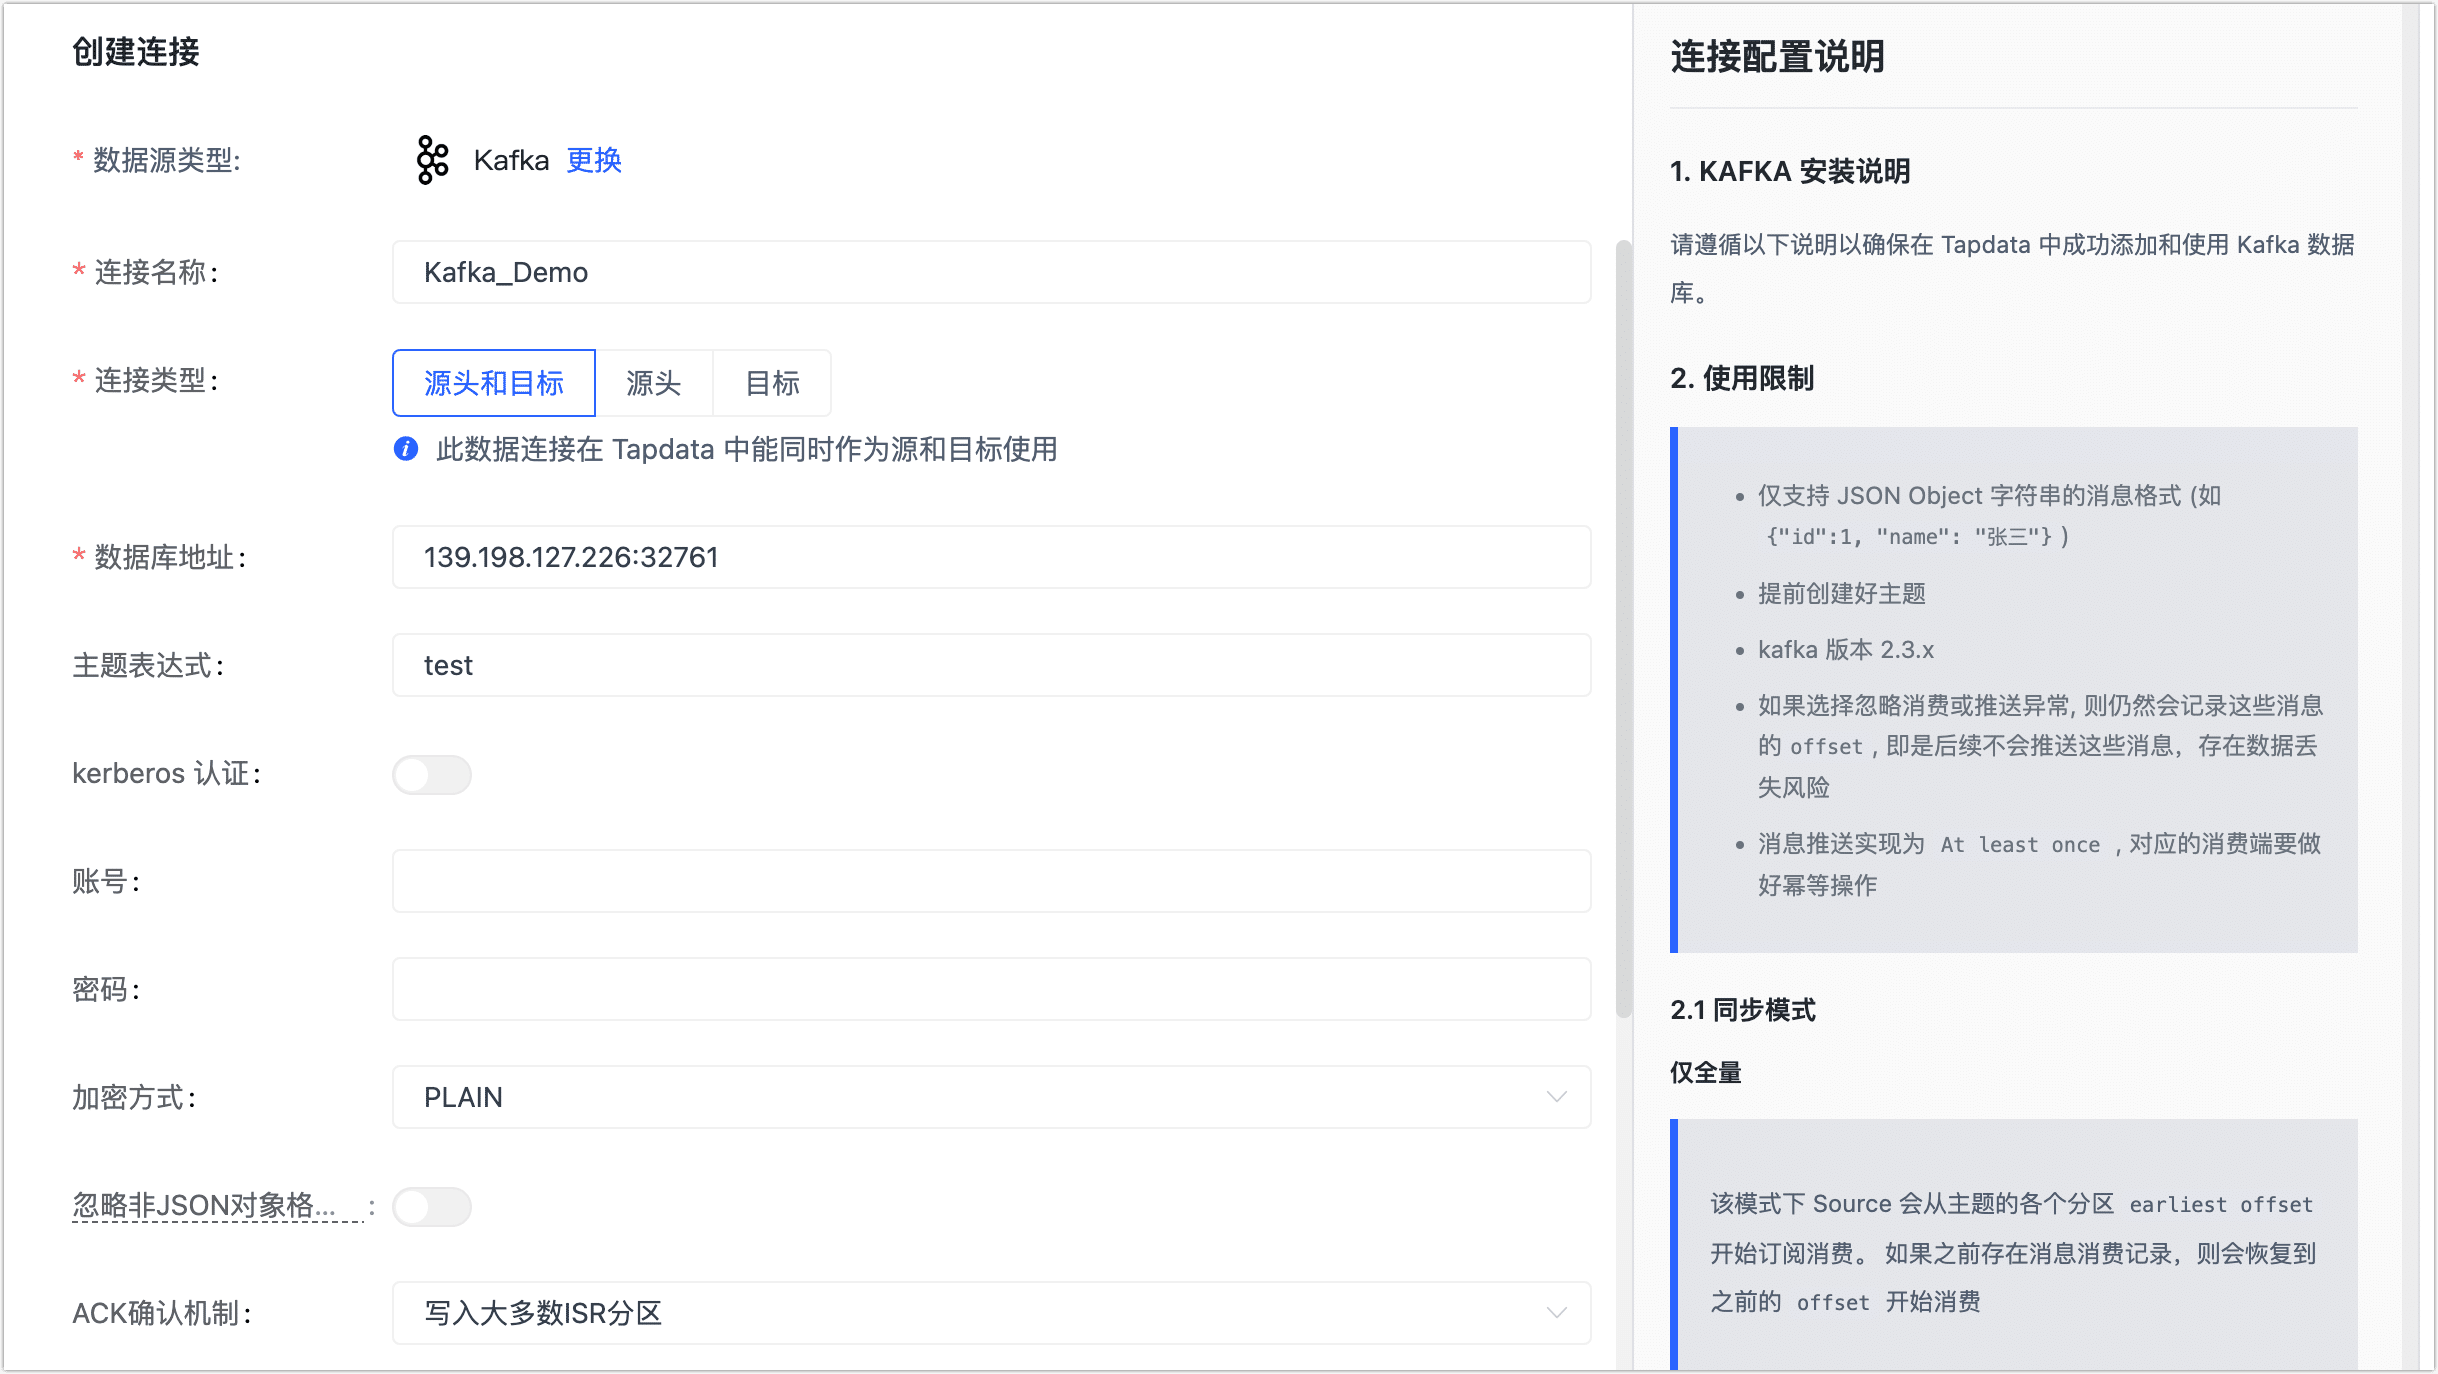 创建连接
* 数据源类型: Kafka 更换
* 连接名称: Kafka_Demo
* 连接类型: 源头和目标 源头 目标
此数据连接在 Tapdata 中能同时作为源和目标使用
* 数据库地址: 139.198.127.226:32761
主题表达式: test
kerberos 认证:
账号:
密码:
加密方式: PLAIN
忽略非JSON对象格... :
ACK确认机制: 写入大多数ISR分区
连接配置说明
1. KAFKA 安装说明
请遵循以下说明以确保在 Tapdata 中成功添加和使用 Kafka 数据
库。
2. 使用限制
• 仅支持 JSON Object 字符串的消息格式 (如
{"id":1, "name": "张三"} )
• 提前创建好主题
• kafka 版本 2.3.x
• 如果选择忽略消费或推送异常, 则仍然会记录这些消息
的 offset , 即是后续不会推送这些消息，存在数据丢
失风险
• 消息推送实现为 At least once , 对应的消费端要做
好幂等操作
2.1 同步模式
仅全量
该模式下 Source 会从主题的各个分区 earliest offset
开始订阅消费。 如果之前存在消息消费记录，则会恢复到
之前的 offset 开始消费